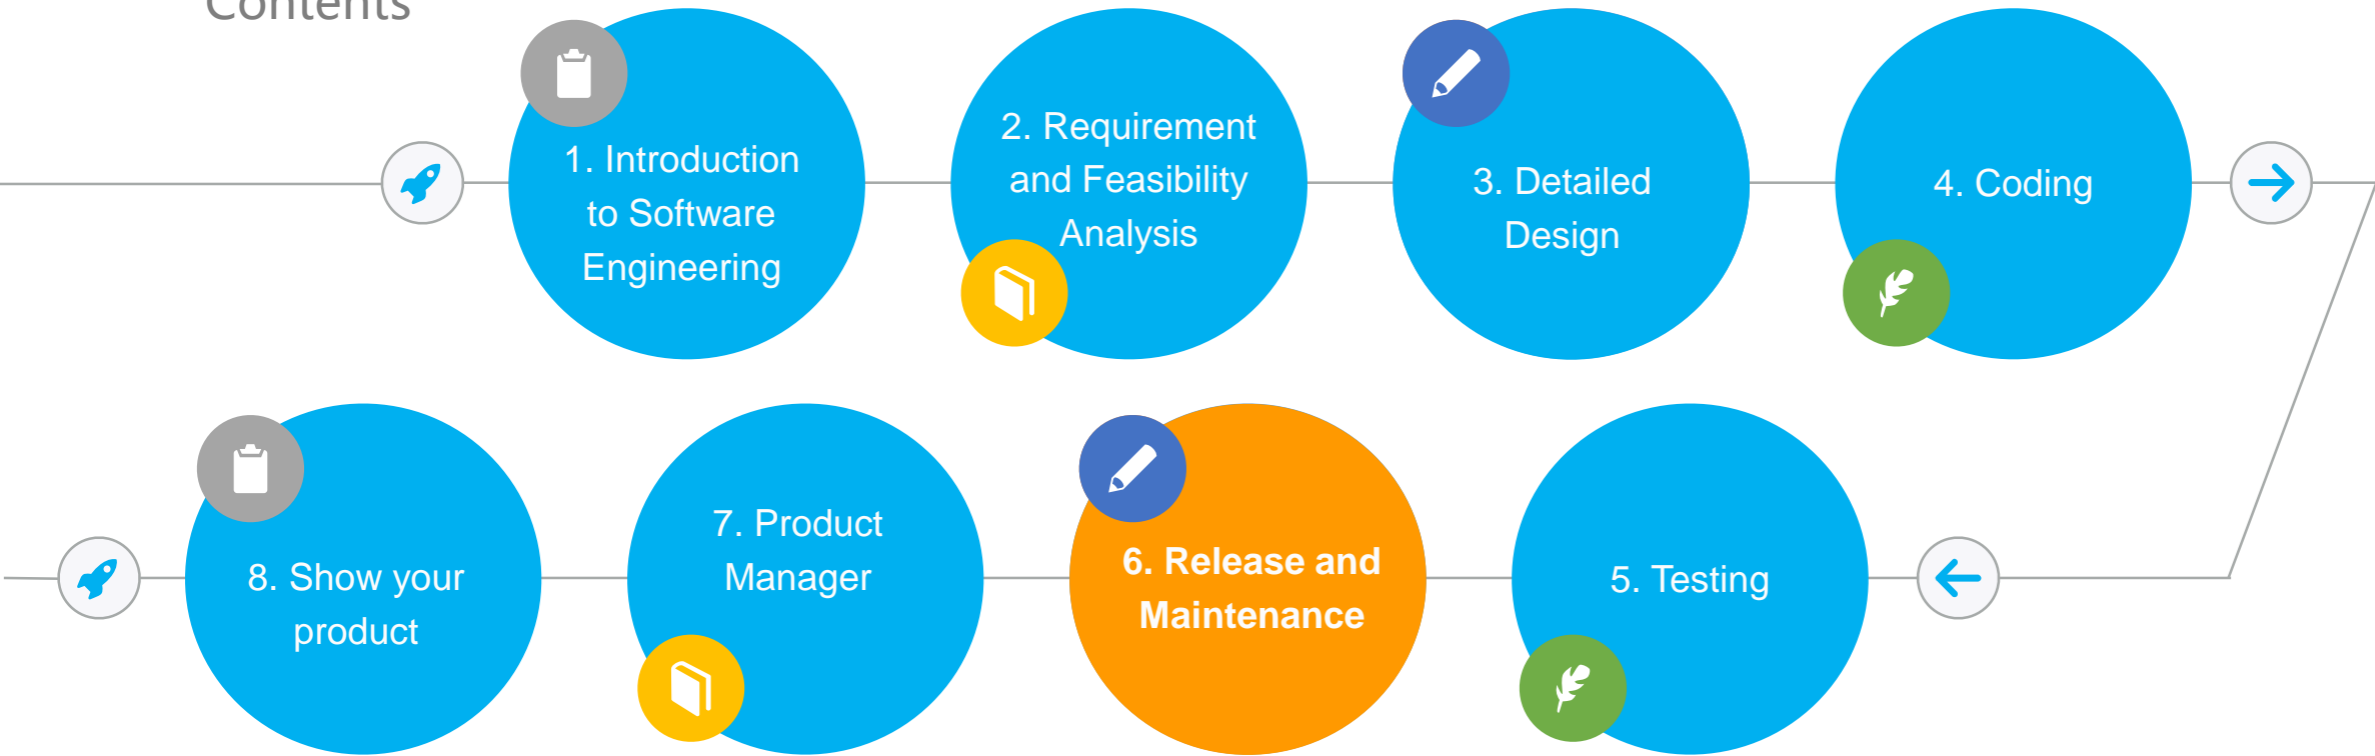 Contents
1. Introduction
to Software
Engineering
2. Requirement
and Feasibility
Analysis
3. Detailed
Design
4. Coding
5. Testing
6. Release and
Maintenance
7. Product
Manager
8. Show your
product